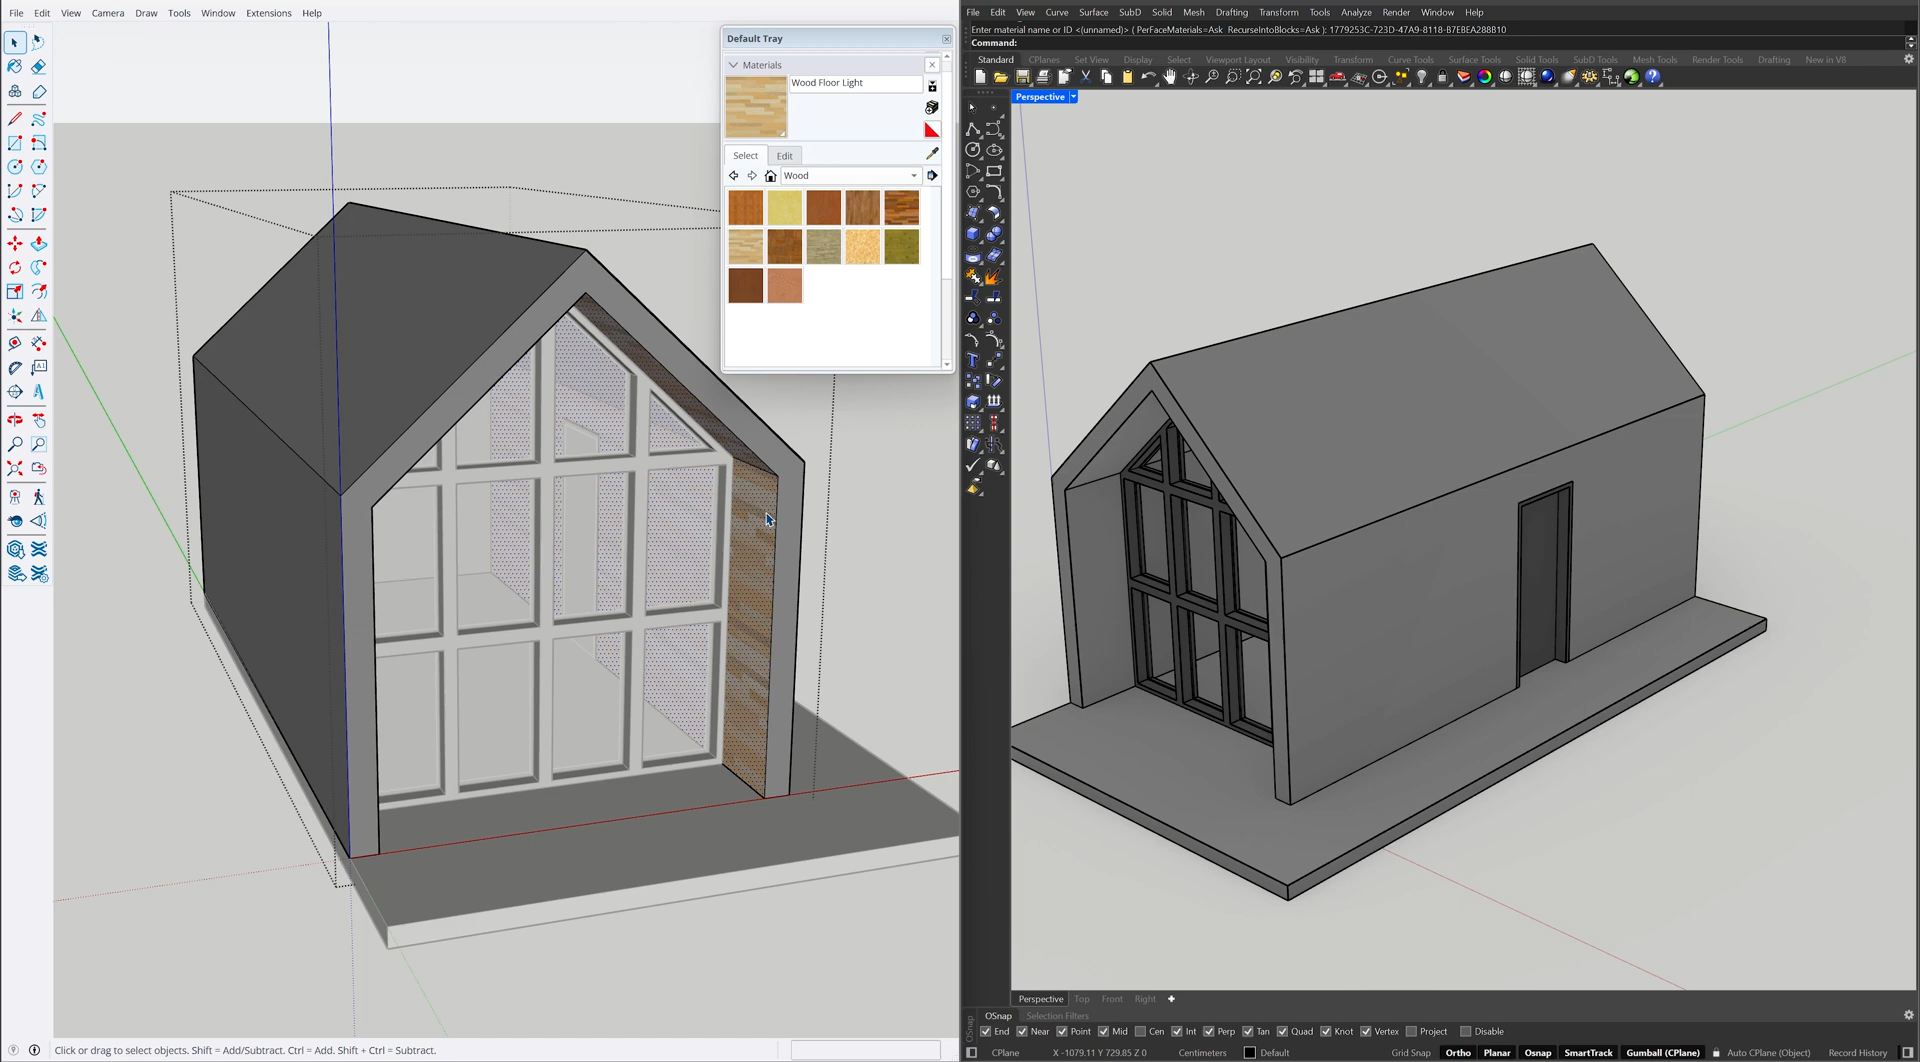 File Edit View Camera Draw Tools Window Extensions Help
Default Tray
Materials
Wood Floor Light
Select Edit
Wood
A1
Click or drag to select objects. Shift = Add/Subtract. Ctrl = Add. Shift + Ctrl = Subtract.
File Edit View Curve Surface SubD Solid Mesh Drafting Transform Tools Analyze Render Window Help
Enter material name or ID <(unnamed)> ( PerFaceMaterials=Ask RecurseIntoBlocks=Ask ): 1779253C-723D-47A9-8118-B7EBEA288B10
Command:
Standard CPlanes Set View Display Select Viewport Layout Visibility Transform Curve Tools Surface Tools Solid Tools SubD Tools Mesh Tools Render Tools Drafting New in V8
Perspective
Perspective Top Front Right
OSnap Selection Filters
OSnap
End Near Point Mid Cen Int Perp Tan Quad Knot Vertex Project Disable
CPlane X -1079.11 Y 729.85 Z 0 Centimeters Default Grid Snap Ortho Planar Osnap SmartTrack Gumball (CPlane) Auto CPlane (Object) Record History